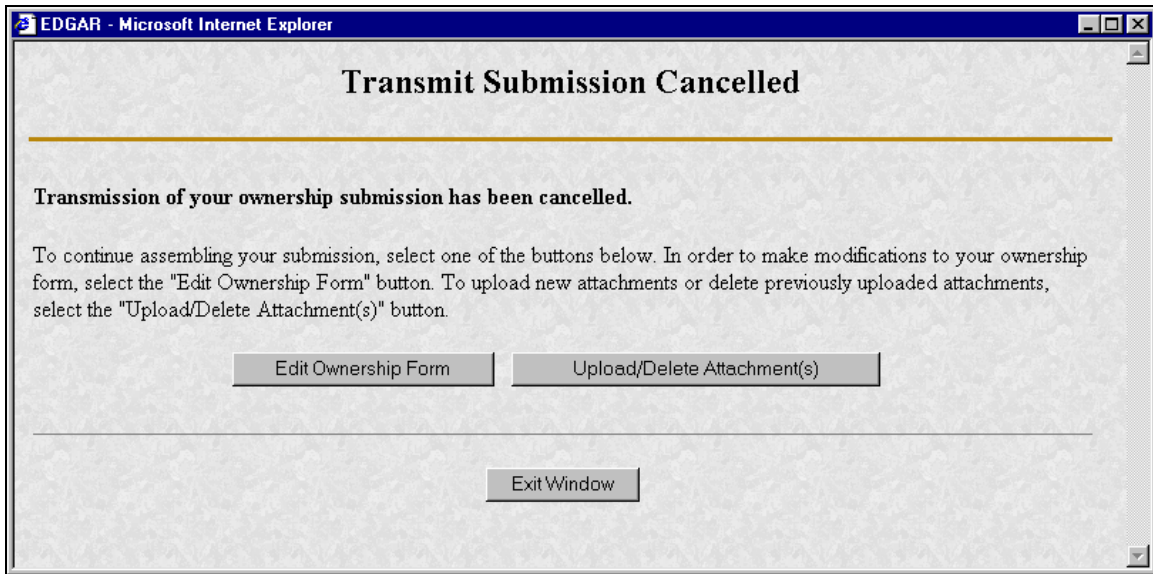 EDGAR - Microsoft Internet Explorer
Transmit Submission Cancelled
Transmission of your ownership submission has been cancelled.
To continue assembling your submission, select one of the buttons below. In order to make modifications to your ownership
form, select the "Edit Ownership Form" button. To upload new attachments or delete previously uploaded attachments,
select the "Upload/Delete Attachment(s)" button.
Edit Ownership Form Upload/Delete Attachment(s)
Exit Window